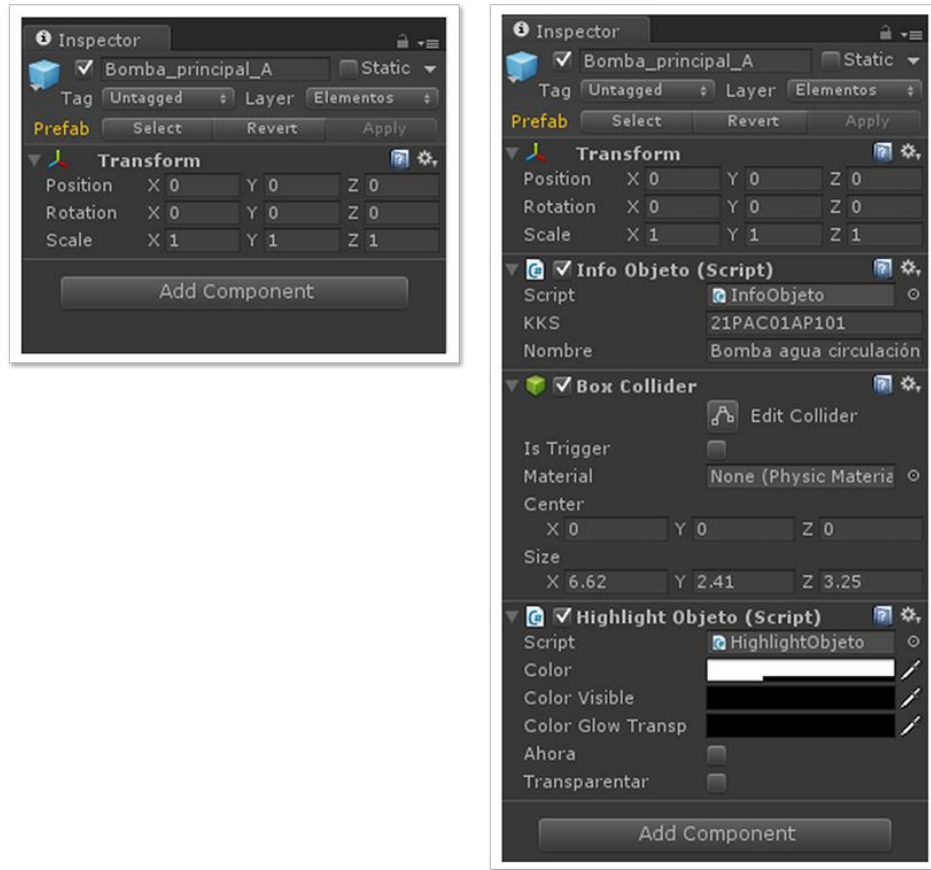 Inspector
Bomba_principal_A Static
Tag Untagged Layer Elementos
Prefab Select Revert Apply
Transform
Position X 0 Y 0 Z 0
Rotation X 0 Y 0 Z 0
Scale X 1 Y 1 Z 1
Add Component
Inspector
Bomba_principal_A Static
Tag Untagged Layer Elementos
Prefab Select Revert Apply
Transform
Position X 0 Y 0 Z 0
Rotation X 0 Y 0 Z 0
Scale X 1 Y 1 Z 1
Info Objeto (Script)
Script InfoObjeto
KKS 21PAC01AP101
Nombre Bomba agua circulación
Box Collider
Edit Collider
Is Trigger
Material None (Physic Materia
Center
X 0 Y 0 Z 0
Size
X 6.62 Y 2.41 Z 3.25
Highlight Objeto (Script)
Script HighlightObjeto
Color
Color Visible
Color Glow Transp
Ahora
Transparentar
Add Component